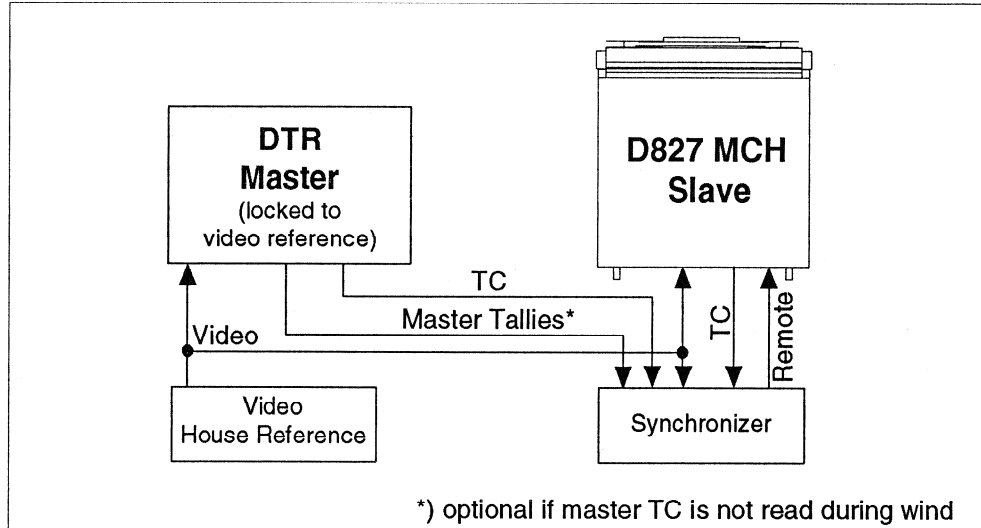 DTR
Master
(locked to
video reference)
D827 MCH
Slave
TC
Master Tallies*
Video
TC
Remote
Video
House Reference
Synchronizer
*) optional if master TC is not read during wind